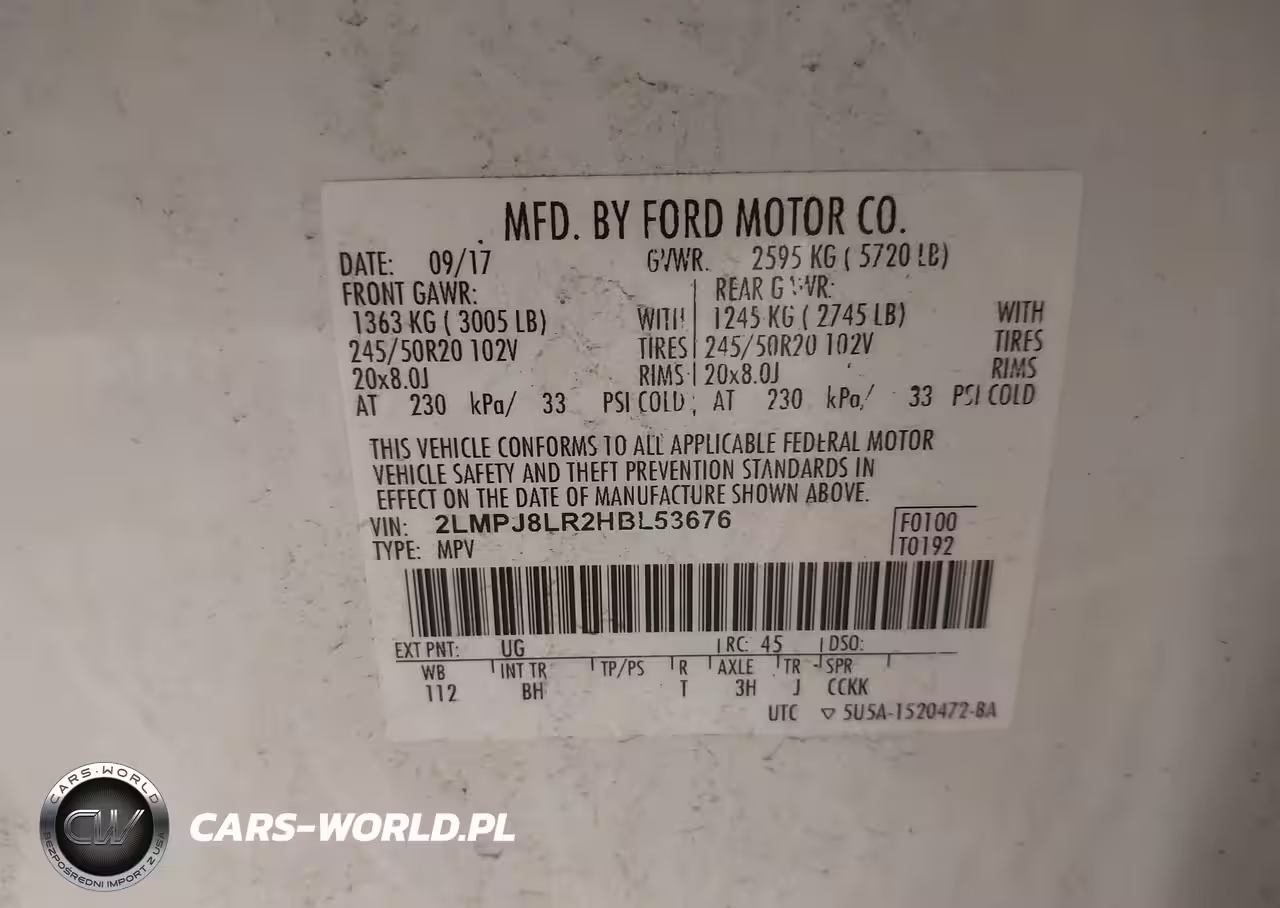 MFD. BY FORD MOTOR CO.
DATE: 09/17 GVWR. 2595 KG ( 5720 LB)
FRONT GAWR: REAR GAWR:
1363 KG ( 3005 LB) WITH 1245 KG ( 2745 LB) WITH
245/50R20 102V TIRES 245/50R20 102V TIRES
20x8.0J RIMS 20x8.0J RIMS
AT 230 kPa/ 33 PSI COLD ; AT 230 kPa/ 33 PSI COLD
THIS VEHICLE CONFORMS TO ALL APPLICABLE FEDERAL MOTOR
VEHICLE SAFETY AND THEFT PREVENTION STANDARDS IN
EFFECT ON THE DATE OF MANUFACTURE SHOWN ABOVE.
VIN: 2LMPJ8LR2HBL53676 F0100
TYPE: MPV T0192
EXT PNT: UG RC: 45 DSO:
WB INT TR TP/PS R AXLE TR SPR
112 BH T 3H J CCKK
UTC ▽ 5U5A-1520472-BA
CARS-WORLD
CW
BEZPOŚREDNI IMPORT Z USA
CARS-WORLD.PL